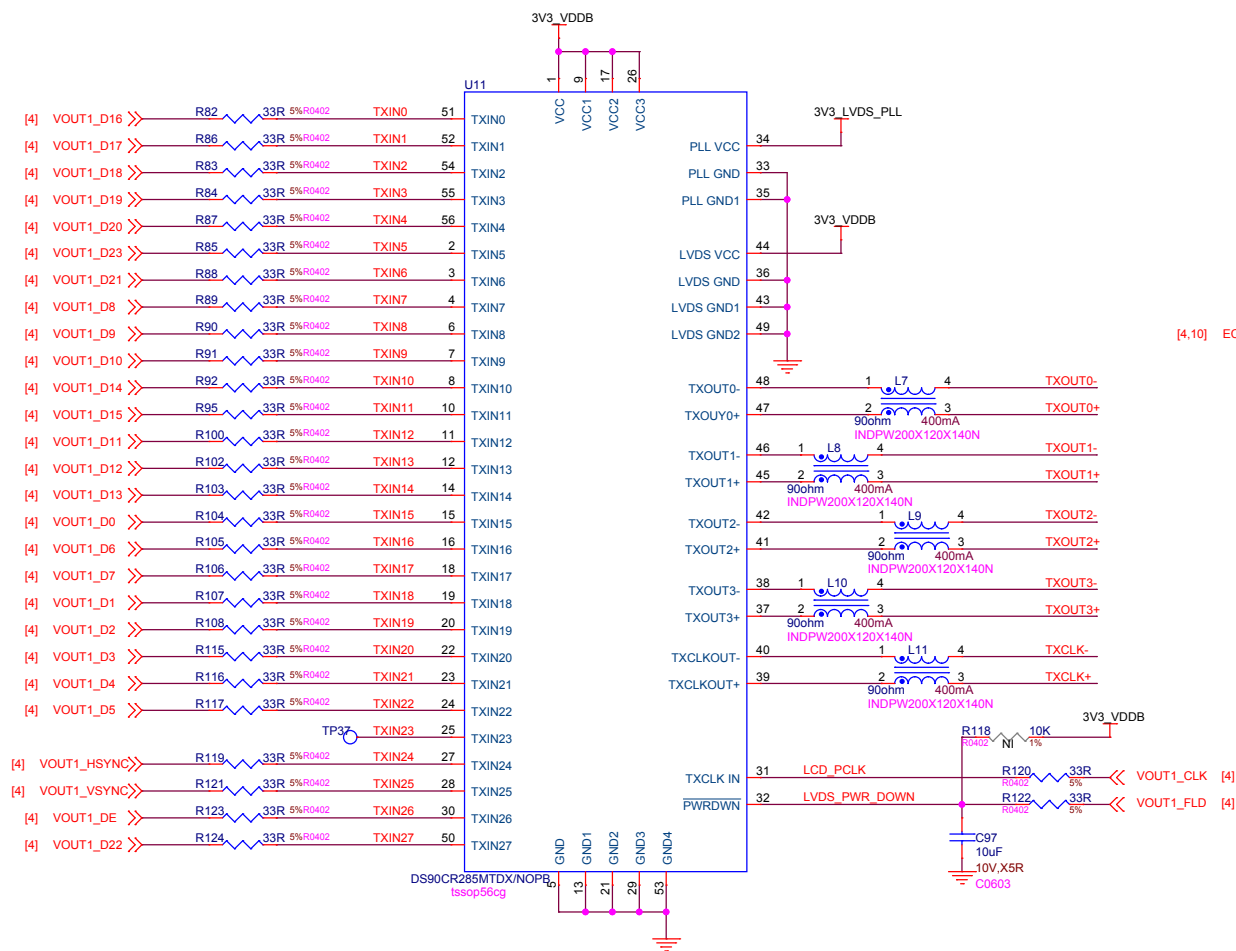 3V3_VDDB
U11
1 9 17 26
VCC VCC1 VCC2 VCC3
[4] VOUT1_D16 R82 33R 5% R0402 TXIN0 51 TXIN0
[4] VOUT1_D17 R86 33R 5% R0402 TXIN1 52 TXIN1
[4] VOUT1_D18 R83 33R 5% R0402 TXIN2 54 TXIN2
[4] VOUT1_D19 R84 33R 5% R0402 TXIN3 55 TXIN3
[4] VOUT1_D20 R87 33R 5% R0402 TXIN4 56 TXIN4
[4] VOUT1_D23 R85 33R 5% R0402 TXIN5 2 TXIN5
[4] VOUT1_D21 R88 33R 5% R0402 TXIN6 3 TXIN6
[4] VOUT1_D8 R89 33R 5% R0402 TXIN7 4 TXIN7
[4] VOUT1_D9 R90 33R 5% R0402 TXIN8 6 TXIN8
[4] VOUT1_D10 R91 33R 5% R0402 TXIN9 7 TXIN9
[4] VOUT1_D14 R92 33R 5% R0402 TXIN10 8 TXIN10
[4] VOUT1_D15 R95 33R 5% R0402 TXIN11 10 TXIN11
[4] VOUT1_D11 R100 33R 5% R0402 TXIN12 11 TXIN12
[4] VOUT1_D12 R102 33R 5% R0402 TXIN13 12 TXIN13
[4] VOUT1_D13 R103 33R 5% R0402 TXIN14 14 TXIN14
[4] VOUT1_D0 R104 33R 5% R0402 TXIN15 15 TXIN15
[4] VOUT1_D6 R105 33R 5% R0402 TXIN16 16 TXIN16
[4] VOUT1_D7 R106 33R 5% R0402 TXIN17 18 TXIN17
[4] VOUT1_D1 R107 33R 5% R0402 TXIN18 19 TXIN18
[4] VOUT1_D2 R108 33R 5% R0402 TXIN19 20 TXIN19
[4] VOUT1_D3 R115 33R 5% R0402 TXIN20 22 TXIN20
[4] VOUT1_D4 R116 33R 5% R0402 TXIN21 23 TXIN21
[4] VOUT1_D5 R117 33R 5% R0402 TXIN22 24 TXIN22
TP37 TXIN23 25 TXIN23
[4] VOUT1_HSYNC R119 33R 5% R0402 TXIN24 27 TXIN24
[4] VOUT1_VSYNC R121 33R 5% R0402 TXIN25 28 TXIN25
[4] VOUT1_DE R123 33R 5% R0402 TXIN26 30 TXIN26
[4] VOUT1_D22 R124 33R 5% R0402 TXIN27 50 TXIN27
GND GND1 GND2 GND3 GND4
5 13 21 29 53
DS90CR285MTDX/NOPB
tssop56cg
3V3_LVDS_PLL
PLL VCC 34
PLL GND 33
PLL GND1 35
3V3_VDDB
LVDS VCC 44
LVDS GND 36
LVDS GND1 43
LVDS GND2 49
[4,10] EC
TXOUT0- 48 1 L7 4 TXOUT0-
TXOUY0+ 47 2 3 TXOUT0+
90ohm 400mA
INDPW200X120X140N
TXOUT1- 46 1 L8 4 TXOUT1-
TXOUT1+ 45 2 3 TXOUT1+
90ohm 400mA
INDPW200X120X140N
TXOUT2- 42 1 L9 4 TXOUT2-
TXOUT2+ 41 2 3 TXOUT2+
90ohm 400mA
INDPW200X120X140N
TXOUT3- 38 1 L10 4 TXOUT3-
TXOUT3+ 37 2 3 TXOUT3+
90ohm 400mA
INDPW200X120X140N
TXCLKOUT- 40 1 L11 4 TXCLK-
TXCLKOUT+ 39 2 3 TXCLK+
90ohm 400mA
INDPW200X120X140N
3V3_VDDB
R118 10K
R0402 NI 1%
TXCLK IN 31 LCD_PCLK R120 33R VOUT1_CLK [4]
R0402 5%
PWRDWN 32 LVDS_PWR_DOWN R122 33R VOUT1_FLD [4]
R0402 5%
C97
10uF
10V,X5R
C0603